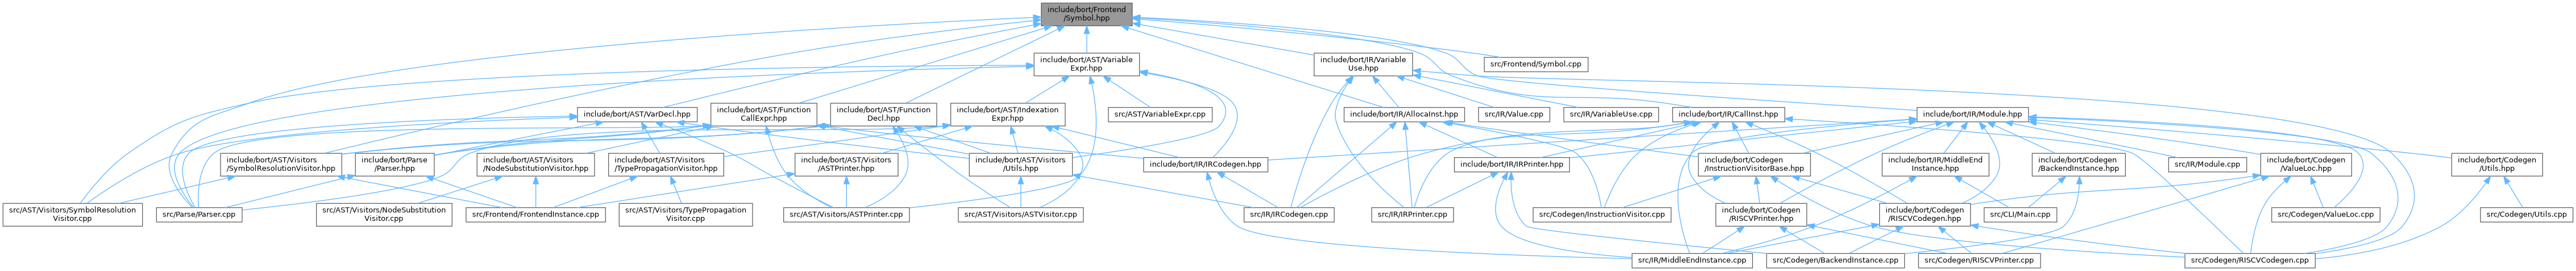 include/bort/Frontend
/Symbol.hpp
include/bort/AST/Variable
Expr.hpp
include/bort/IR/Variable
Use.hpp
src/Frontend/Symbol.cpp
include/bort/AST/VarDecl.hpp
include/bort/AST/Function
CallExpr.hpp
include/bort/AST/Function
Decl.hpp
include/bort/AST/Indexation
Expr.hpp
src/AST/VariableExpr.cpp
include/bort/IR/AllocaInst.hpp
src/IR/Value.cpp
src/IR/VariableUse.cpp
include/bort/IR/CallInst.hpp
include/bort/IR/Module.hpp
include/bort/AST/Visitors
/SymbolResolutionVisitor.hpp
include/bort/Parse
/Parser.hpp
include/bort/AST/Visitors
/NodeSubstitutionVisitor.hpp
include/bort/AST/Visitors
/TypePropagationVisitor.hpp
include/bort/AST/Visitors
/ASTPrinter.hpp
include/bort/AST/Visitors
/Utils.hpp
include/bort/IR/IRCodegen.hpp
include/bort/IR/IRPrinter.hpp
include/bort/Codegen
/InstructionVisitorBase.hpp
include/bort/IR/MiddleEnd
Instance.hpp
include/bort/Codegen
/BackendInstance.hpp
src/IR/Module.cpp
include/bort/Codegen
/ValueLoc.hpp
include/bort/Codegen
/Utils.hpp
src/AST/Visitors/SymbolResolution
Visitor.cpp
src/Parse/Parser.cpp
src/AST/Visitors/NodeSubstitution
Visitor.cpp
src/Frontend/FrontendInstance.cpp
src/AST/Visitors/TypePropagation
Visitor.cpp
src/AST/Visitors/ASTPrinter.cpp
src/AST/Visitors/ASTVisitor.cpp
src/IR/IRCodegen.cpp
src/IR/IRPrinter.cpp
src/Codegen/InstructionVisitor.cpp
include/bort/Codegen
/RISCVPrinter.hpp
include/bort/Codegen
/RISCVCodegen.hpp
src/CLI/Main.cpp
src/Codegen/ValueLoc.cpp
src/Codegen/Utils.cpp
src/IR/MiddleEndInstance.cpp
src/Codegen/BackendInstance.cpp
src/Codegen/RISCVPrinter.cpp
src/Codegen/RISCVCodegen.cpp